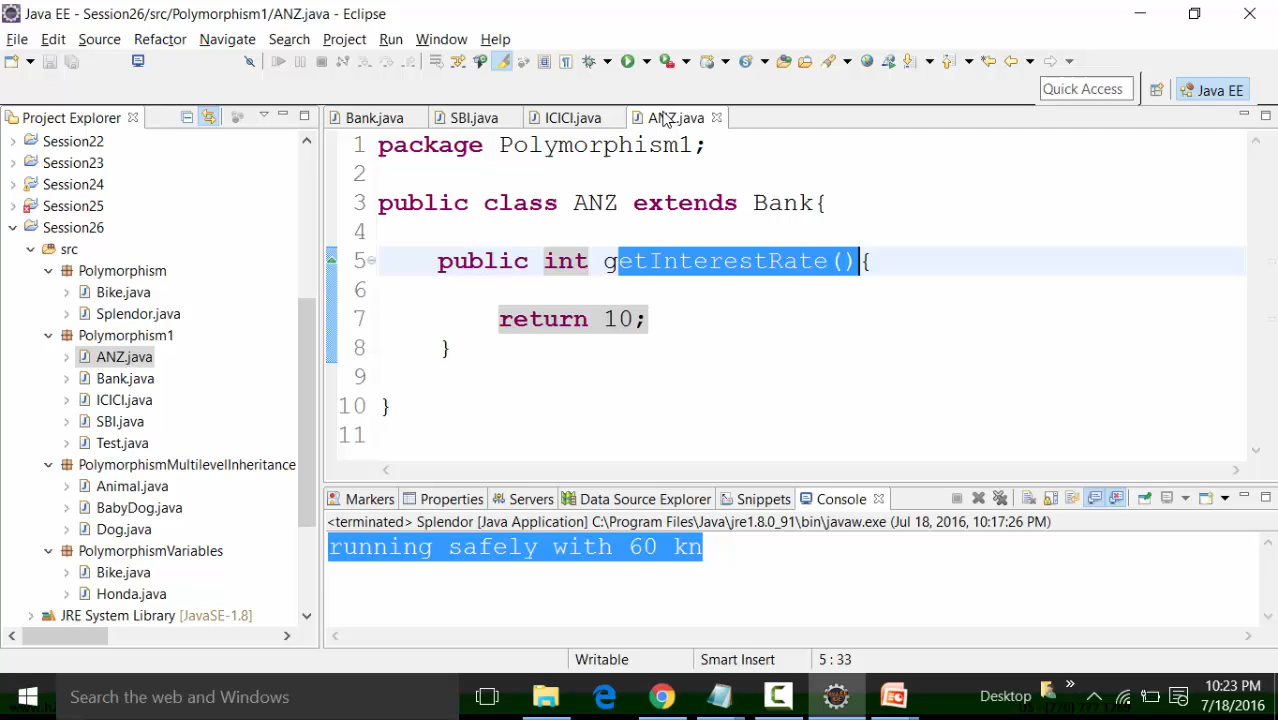 Java EE - Session26/src/Polymorphism1/ANZ.java - Eclipse
File Edit Source Refactor Navigate Search Project Run Window Help
Quick Access Java EE
Project Explorer
Session22
Session23
Session24
Session25
Session26
src
Polymorphism
Bike.java
Splendor.java
Polymorphism1
ANZ.java
Bank.java
ICICI.java
SBI.java
Test.java
PolymorphismMultilevelInheritance
Animal.java
BabyDog.java
Dog.java
PolymorphismVariables
Bike.java
Honda.java
JRE System Library [JavaSE-1.8]
Bank.java SBI.java ICICI.java ANZ.java
1 package Polymorphism1;
2
3 public class ANZ extends Bank{
4
5 public int getInterestRate(){
6
7 return 10;
8 }
9
10 }
11
Markers Properties Servers Data Source Explorer Snippets Console
<terminated> Splendor [Java Application] C:\Program Files\Java\jre1.8.0_91\bin\javaw.exe (Jul 18, 2016, 10:17:26 PM)
running safely with 60 kn
Writable Smart Insert 5 : 33
Search the web and Windows
Desktop
10:23 PM
7/18/2016